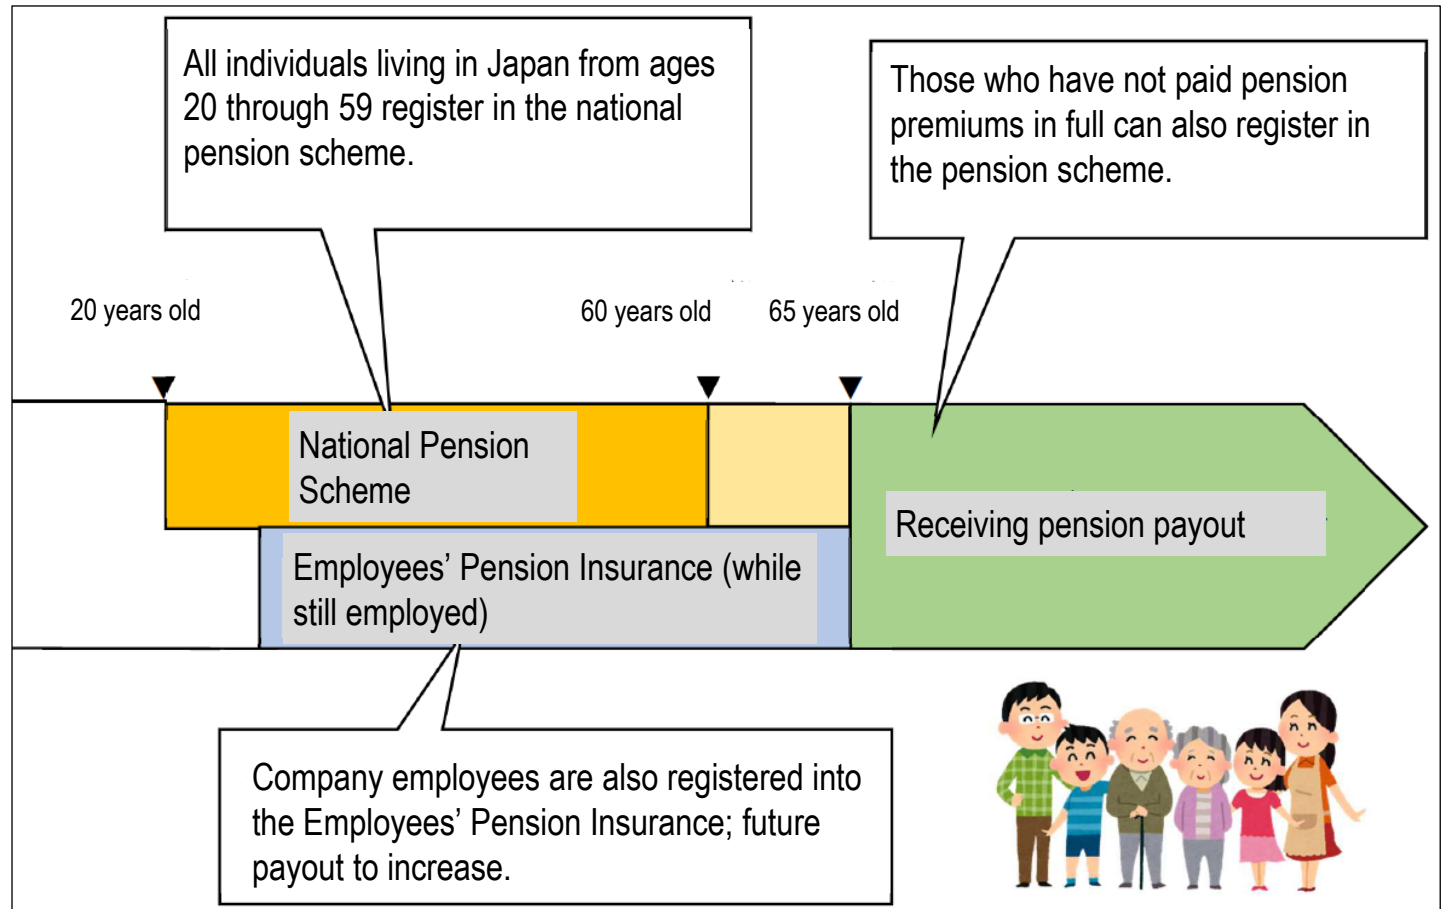 All individuals living in Japan from ages
20 through 59 register in the national
pension scheme.
Those who have not paid pension
premiums in full can also register in
the pension scheme.
20 years old
60 years old
65 years old
National Pension
Scheme
Receiving pension payout
Employees’ Pension Insurance (while
still employed)
Company employees are also registered into
the Employees’ Pension Insurance; future
payout to increase.